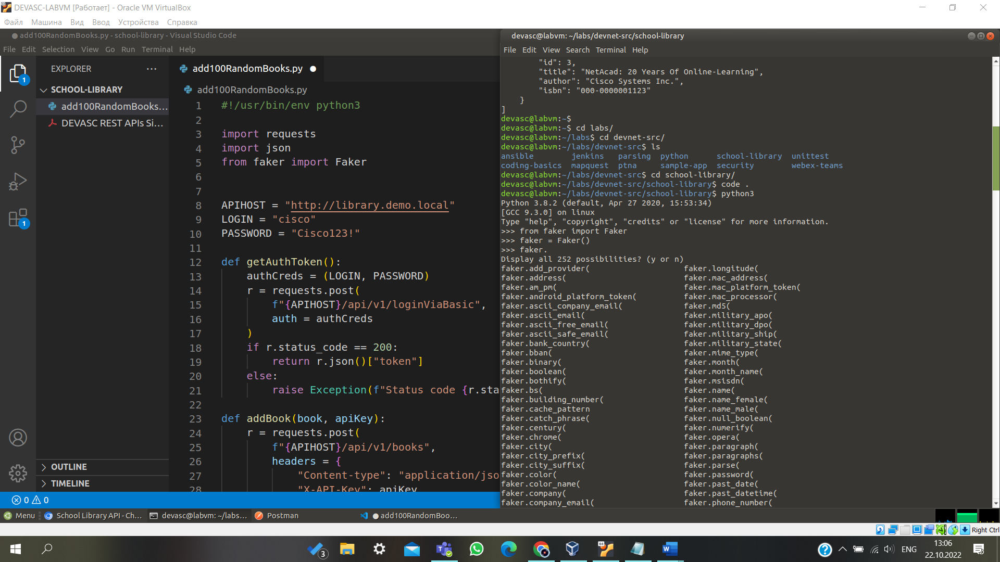 DEVASC-LABVM [Работает] - Oracle VM VirtualBox
Файл Машина Вид Ввод Устройства Справка
add100RandomBooks.py - school-library - Visual Studio Code
File Edit Selection View Go Run Terminal Help
EXPLORER ···
SCHOOL-LIBRARY
add100RandomBooks...
DEVASC REST APIs Si...
OUTLINE
TIMELINE
1
1
add100RandomBooks.py
add100RandomBooks.py
1 #!/usr/bin/env python3
2
3 import requests
4 import json
5 from faker import Faker
6
7
8 APIHOST = "http://library.demo.local"
9 LOGIN = "cisco"
10 PASSWORD = "Cisco123!"
11
12 def getAuthToken():
13 authCreds = (LOGIN, PASSWORD)
14 r = requests.post(
15 f"{APIHOST}/api/v1/loginViaBasic",
16 auth = authCreds
17 )
18 if r.status_code == 200:
19 return r.json()["token"]
20 else:
21 raise Exception(f"Status code {r.sta
22
23 def addBook(book, apiKey):
24 r = requests.post(
25 f"{APIHOST}/api/v1/books",
26 headers = {
27 "Content-type": "application/jso
28 "X-API-Key": apiKey
0 0
devasc@labvm: ~/labs/devnet-src/school-library
File Edit View Search Terminal Help
"id": 3,
"title": "NetAcad: 20 Years Of Online-Learning",
"author": "Cisco Systems Inc.",
"isbn": "000-0000001123"
}
]
devasc@labvm:~$
devasc@labvm:~$ cd labs/
devasc@labvm:~/labs$ cd devnet-src/
devasc@labvm:~/labs/devnet-src$ ls
ansible jenkins parsing python school-library unittest
coding-basics mapquest ptna sample-app security webex-teams
devasc@labvm:~/labs/devnet-src$ cd school-library/
devasc@labvm:~/labs/devnet-src/school-library$ code .
devasc@labvm:~/labs/devnet-src/school-library$ python3
Python 3.8.2 (default, Apr 27 2020, 15:53:34)
[GCC 9.3.0] on linux
Type "help", "copyright", "credits" or "license" for more information.
>>> from faker import Faker
>>> faker = Faker()
>>> faker.
Display all 252 possibilities? (y or n)
faker.add_provider( faker.longitude(
faker.address( faker.mac_address(
faker.am_pm( faker.mac_platform_token(
faker.android_platform_token( faker.mac_processor(
faker.ascii_company_email( faker.md5(
faker.ascii_email( faker.military_apo(
faker.ascii_free_email( faker.military_dpo(
faker.ascii_safe_email( faker.military_ship(
faker.bank_country( faker.military_state(
faker.bban( faker.mime_type(
faker.binary( faker.month(
faker.boolean( faker.month_name(
faker.bothify( faker.msisdn(
faker.bs( faker.name(
faker.building_number( faker.name_female(
faker.cache_pattern faker.name_male(
faker.catch_phrase( faker.null_boolean(
faker.century( faker.numerify(
faker.chrome( faker.opera(
faker.city( faker.paragraph(
faker.city_prefix( faker.paragraphs(
faker.city_suffix( faker.parse(
faker.color( faker.password(
faker.color_name( faker.past_date(
faker.company( faker.past_datetime(
faker.company_email( faker.phone_number(
Menu School Library API - Ch... devasc@labvm: ~/labs... Postman add100RandomBoo...
Right Ctrl
3
ENG
13:06
22.10.2022